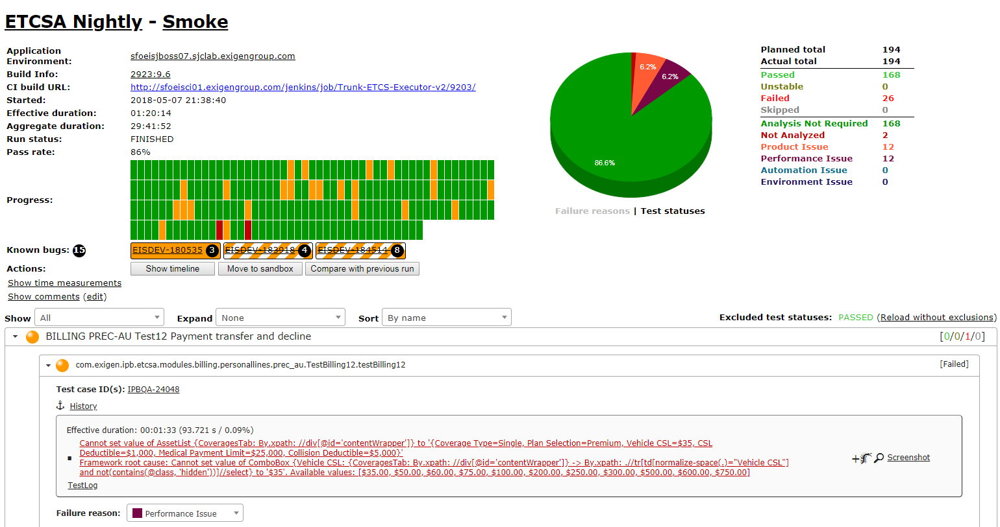 ETCSA Nightly - Smoke
Application Environment: sfoeisjboss07.sjclab.exigengroup.com
Build Info: 2923:9.6
CI build URL: http://sfoeisci01.exigengroup.com/jenkins/job/Trunk-ETCS-Executor-v2/9203/
Started: 2018-05-07 21:38:40
Effective duration: 01:20:14
Aggregate duration: 29:41:52
Run status: FINISHED
Pass rate: 86%
Progress:
Known bugs: 15 EISDEV-180535 3 EISDEV-183918 4 EISDEV-184514 8
Actions: Show timeline Move to sandbox Compare with previous run
Show time measurements
Show comments (edit)
6.2%
6.2%
86.6%
Failure reasons | Test statuses
Planned total 194
Actual total 194
Passed 168
Unstable 0
Failed 26
Skipped 0
Analysis Not Required 168
Not Analyzed 2
Product Issue 12
Performance Issue 12
Automation Issue 0
Environment Issue 0
Show All Expand None Sort By name Excluded test statuses: PASSED (Reload without exclusions)
BILLING PREC-AU Test12 Payment transfer and decline [0/0/1/0]
com.exigen.ipb.etcsa.modules.billing.personallines.prec_au.TestBilling12.testBilling12 [Failed]
Test case ID(s): IPBQA-24048
History
Effective duration: 00:01:33 (93.721 s / 0.09%)
Cannot set value of AssetList {CoveragesTab: By.xpath: //div[@id='contentWrapper']} to '{Coverage Type=Single, Plan Selection=Premium, Vehicle CSL=$35, CSL
Deductible=$1,000, Medical Payment Limit=$25,000, Collision Deductible=$5,000}'
Framework root cause: Cannot set value of ComboBox {Vehicle CSL: {CoveragesTab: By.xpath: //div[@id='contentWrapper']} -> By.xpath: .//tr[td[normalize-space(.)="Vehicle CSL"]
and not(contains(@class, 'hidden'))]//select} to '$35'. Available values: [$35.00, $50.00, $60.00, $75.00, $100.00, $200.00, $250.00, $300.00, $500.00, $600.00, $750.00]
Screenshot
TestLog
Failure reason: Performance Issue